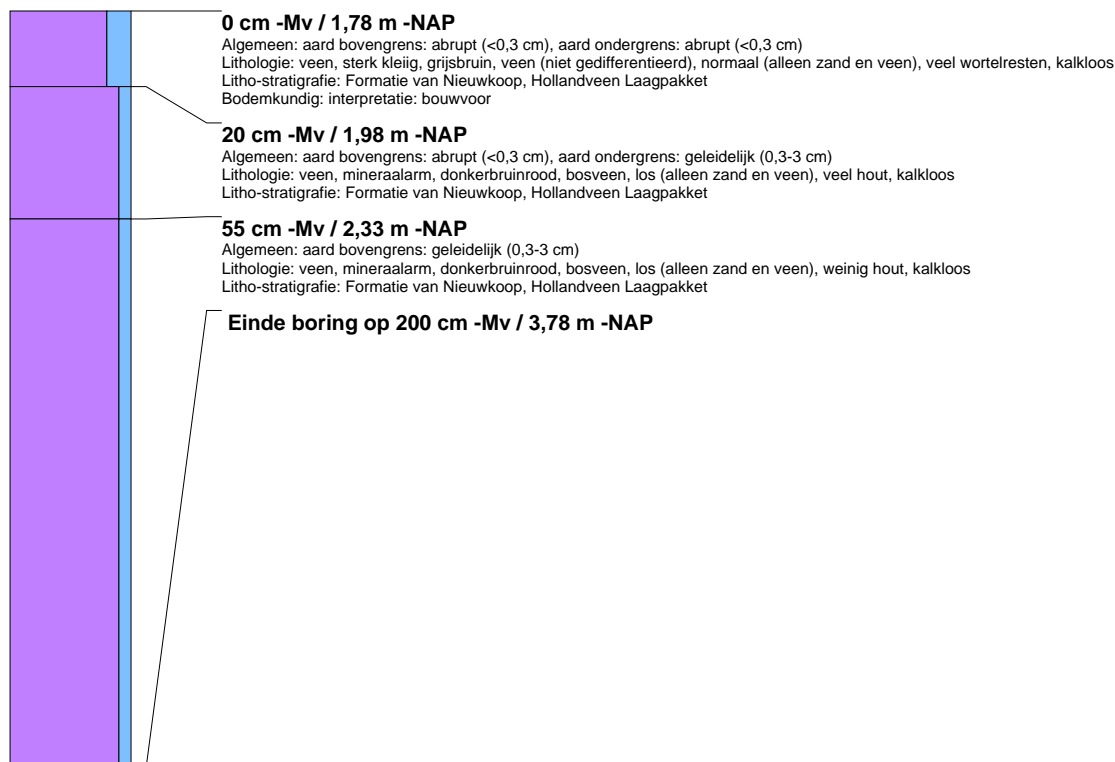 0 cm -Mv / 1,78 m -NAP
Algemeen: aard bovengrens: abrupt (<0,3 cm), aard ondergrens: abrupt (<0,3 cm)
Lithologie: veen, sterk kleiig, grijsbruin, veen (niet gedifferentieerd), normaal (alleen zand en veen), veel wortelresten, kalkloos
Litho-stratigrafie: Formatie van Nieuwkoop, Hollandveen Laagpakket
Bodemkundig: interpretatie: bouwvoor
20 cm -Mv / 1,98 m -NAP
Algemeen: aard bovengrens: abrupt (<0,3 cm), aard ondergrens: geleidelijk (0,3-3 cm)
Lithologie: veen, mineraalarm, donkerbruinrood, bosveen, los (alleen zand en veen), veel hout, kalkloos
Litho-stratigrafie: Formatie van Nieuwkoop, Hollandveen Laagpakket
55 cm -Mv / 2,33 m -NAP
Algemeen: aard bovengrens: geleidelijk (0,3-3 cm)
Lithologie: veen, mineraalarm, donkerbruinrood, bosveen, los (alleen zand en veen), weinig hout, kalkloos
Litho-stratigrafie: Formatie van Nieuwkoop, Hollandveen Laagpakket
Einde boring op 200 cm -Mv / 3,78 m -NAP